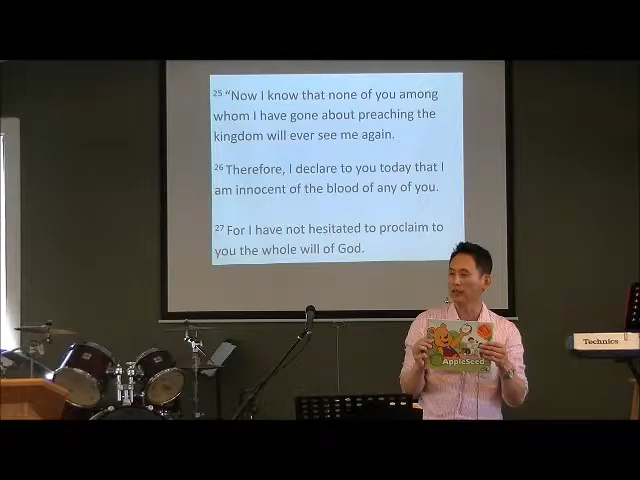 25 “Now I know that none of you among
whom I have gone about preaching the
kingdom will ever see me again.
26 Therefore, I declare to you today that I
am innocent of the blood of any of you.
27 For I have not hesitated to proclaim to
you the whole will of God.
AppleSeed
Technics